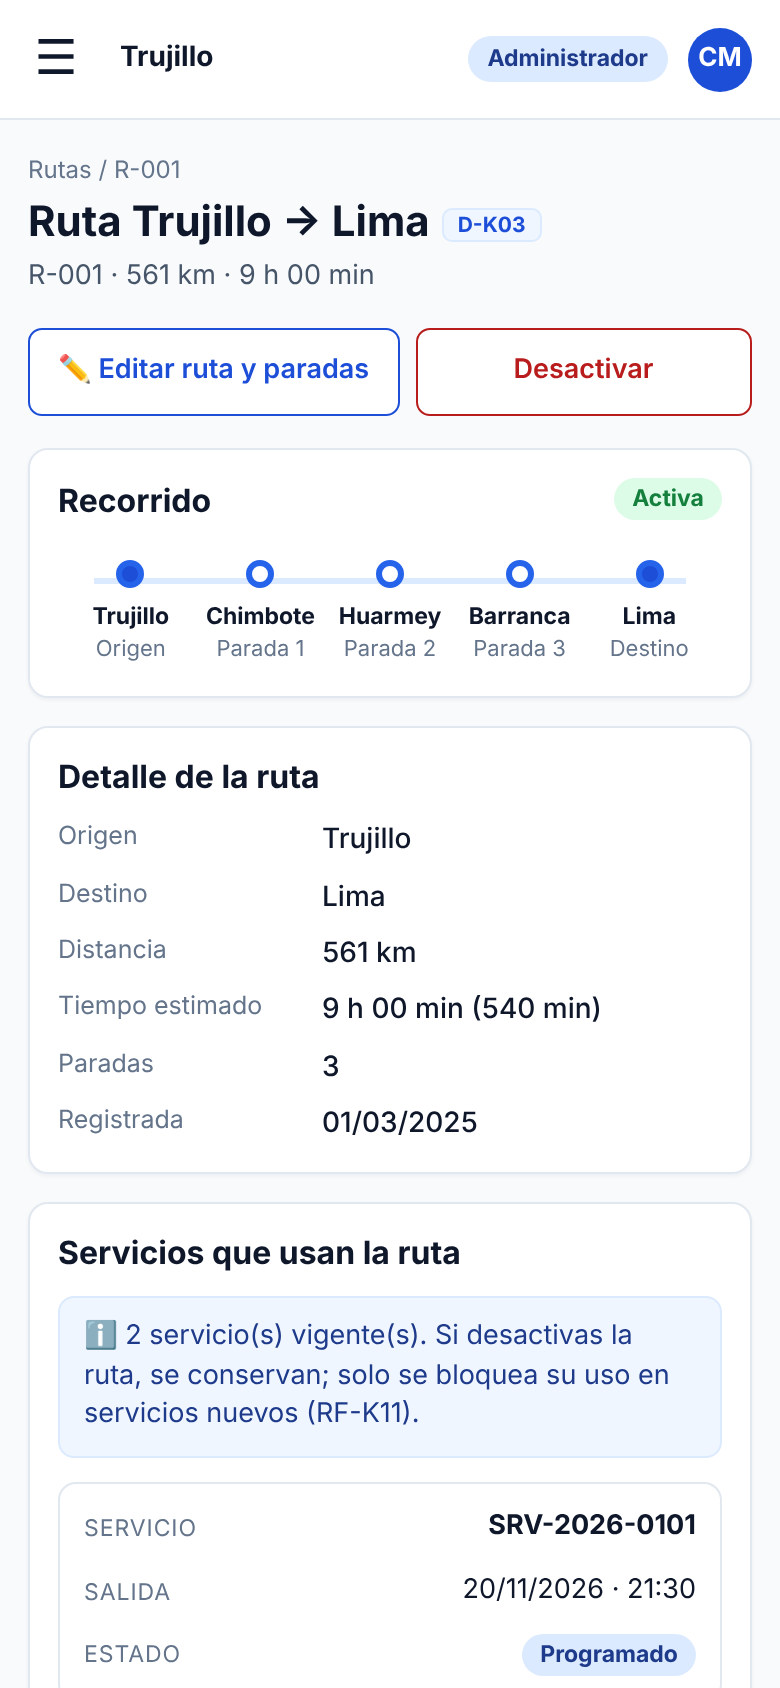 ☰ Trujillo Administrador CM
Rutas / R-001
Ruta Trujillo → Lima D-K03
R-001 · 561 km · 9 h 00 min
✏️ Editar ruta y paradas Desactivar
Recorrido Activa
Trujillo Chimbote Huarmey Barranca Lima
Origen Parada 1 Parada 2 Parada 3 Destino
Detalle de la ruta
Origen Trujillo
Destino Lima
Distancia 561 km
Tiempo estimado 9 h 00 min (540 min)
Paradas 3
Registrada 01/03/2025
Servicios que usan la ruta
ℹ️ 2 servicio(s) vigente(s). Si desactivas la
ruta, se conservan; solo se bloquea su uso en
servicios nuevos (RF-K11).
SERVICIO SRV-2026-0101
SALIDA 20/11/2026 · 21:30
ESTADO Programado